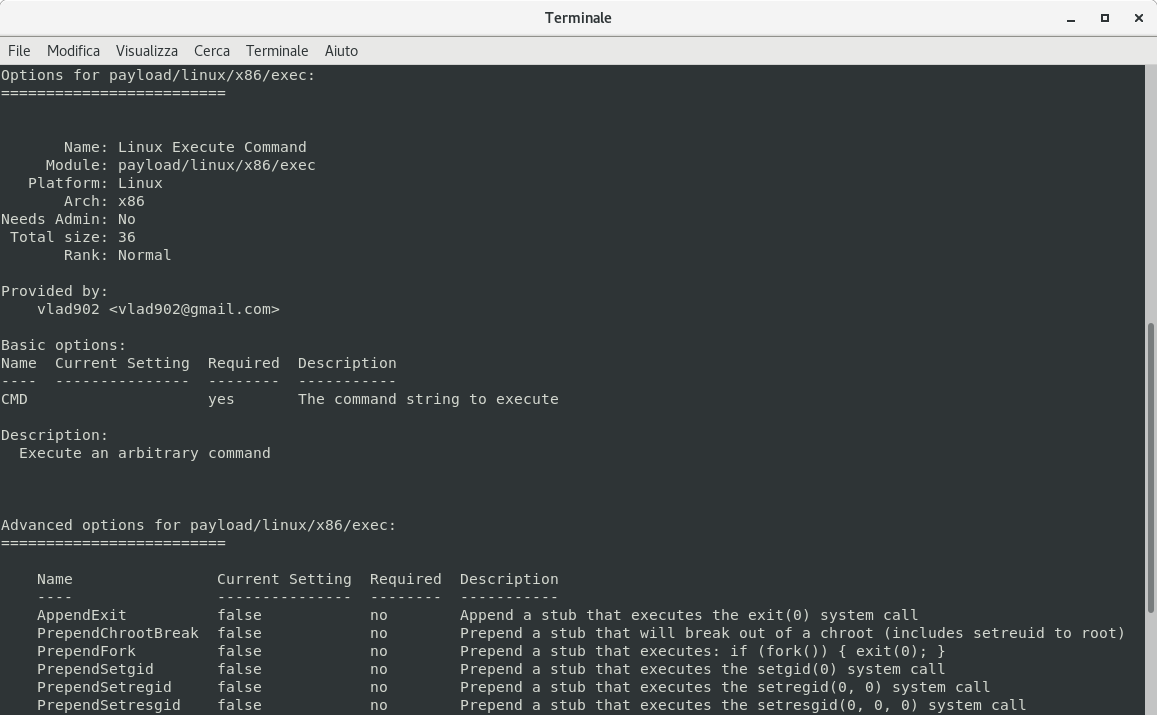 Terminale
File Modifica Visualizza Cerca Terminale Aiuto
Options for payload/linux/x86/exec:
=========================
Name: Linux Execute Command
Module: payload/linux/x86/exec
Platform: Linux
Arch: x86
Needs Admin: No
Total size: 36
Rank: Normal
Provided by:
vlad902 <vlad902@gmail.com>
Basic options:
Name  Current Setting  Required  Description
----  ---------------  --------  -----------
CMD                    yes       The command string to execute
Description:
Execute an arbitrary command
Advanced options for payload/linux/x86/exec:
=========================
Name                Current Setting  Required  Description
----                ---------------  --------  -----------
AppendExit          false            no        Append a stub that executes the exit(0) system call
PrependChrootBreak  false            no        Prepend a stub that will break out of a chroot (includes setreuid to root)
PrependFork         false            no        Prepend a stub that executes: if (fork()) { exit(0); }
PrependSetgid       false            no        Prepend a stub that executes the setgid(0) system call
PrependSetregid     false            no        Prepend a stub that executes the setregid(0, 0) system call
PrependSetresgid    false            no        Prepend a stub that executes the setresgid(0, 0, 0) system call